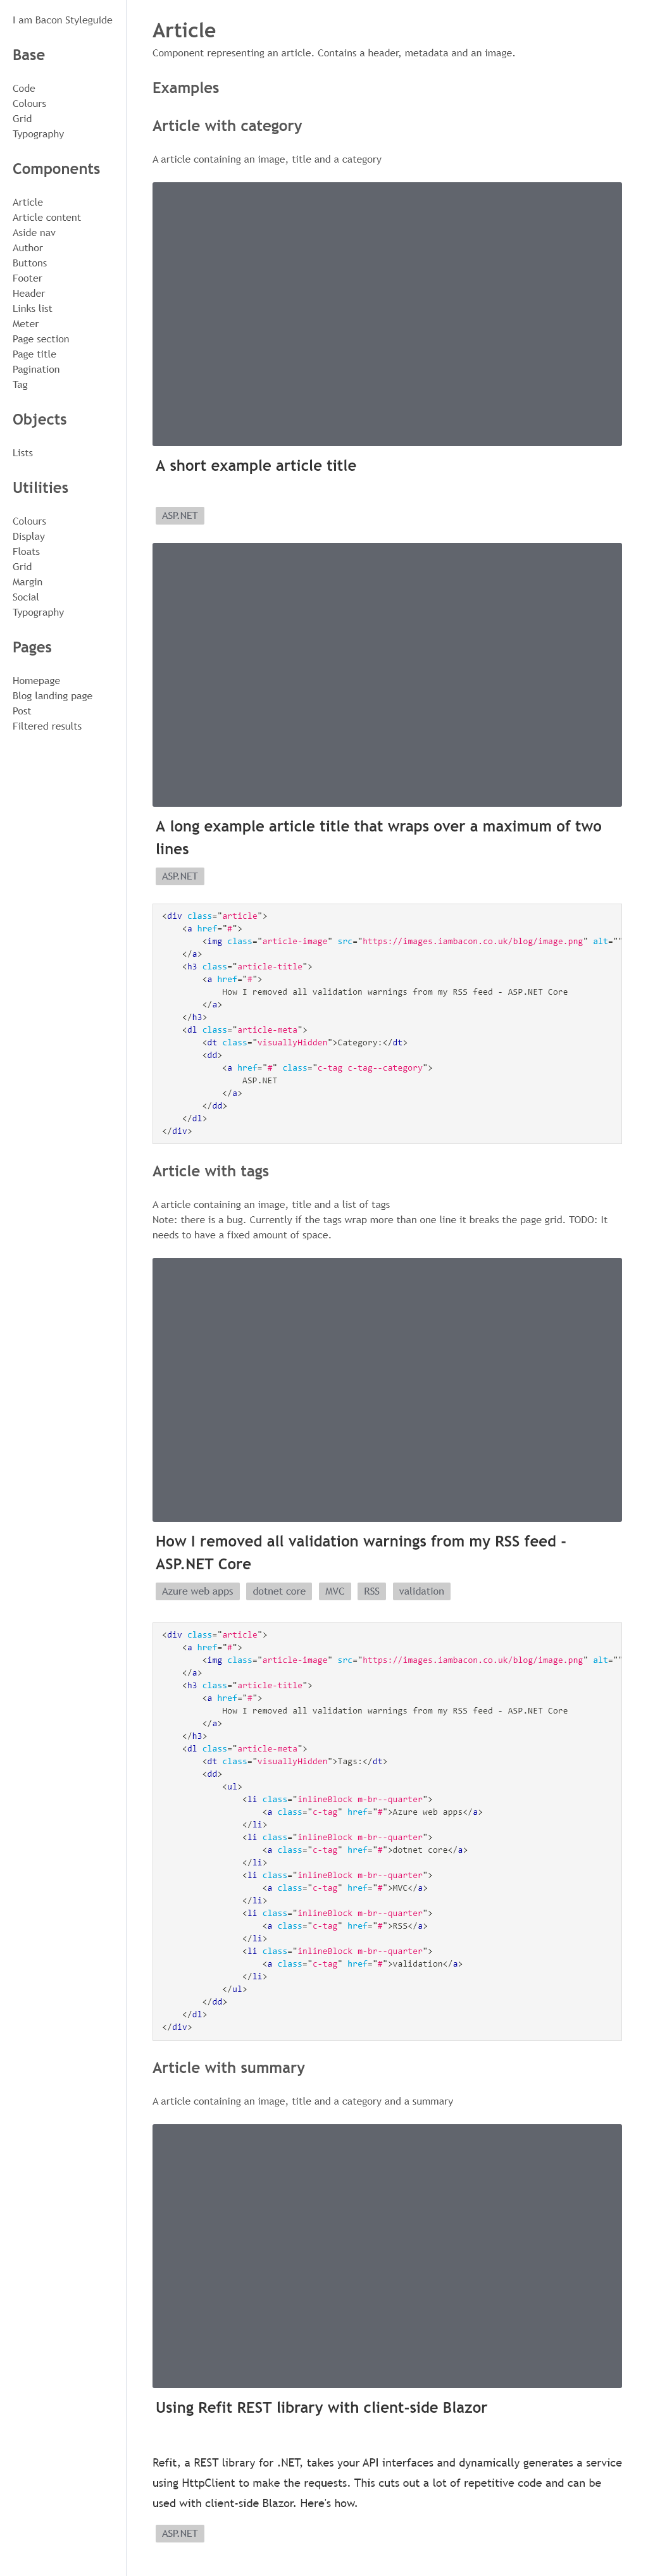 I am Bacon Styleguide
Base
Code
Colours
Grid
Typography
Components
Article
Article content
Aside nav
Author
Buttons
Footer
Header
Links list
Meter
Page section
Page title
Pagination
Tag
Objects
Lists
Utilities
Colours
Display
Floats
Grid
Margin
Social
Typography
Pages
Homepage
Blog landing page
Post
Filtered results
Article
Component representing an article. Contains a header, metadata and an image.
Examples
Article with category
A article containing an image, title and a category
A short example article title
ASP.NET
A long example article title that wraps over a maximum of two
lines
ASP.NET
<div class="article">
    <a href="#">
        <img class="article-image" src="https://images.iambacon.co.uk/blog/image.png" alt=""
    </a>
    <h3 class="article-title">
        <a href="#">
            How I removed all validation warnings from my RSS feed - ASP.NET Core
        </a>
    </h3>
    <dl class="article-meta">
        <dt class="visuallyHidden">Category:</dt>
        <dd>
            <a href="#" class="c-tag c-tag--category">
                ASP.NET
            </a>
        </dd>
    </dl>
</div>
Article with tags
A article containing an image, title and a list of tags
Note: there is a bug. Currently if the tags wrap more than one line it breaks the page grid. TODO: It
needs to have a fixed amount of space.
How I removed all validation warnings from my RSS feed -
ASP.NET Core
Azure web apps dotnet core MVC RSS validation
<div class="article">
    <a href="#">
        <img class="article-image" src="https://images.iambacon.co.uk/blog/image.png" alt=""
    </a>
    <h3 class="article-title">
        <a href="#">
            How I removed all validation warnings from my RSS feed - ASP.NET Core
        </a>
    </h3>
    <dl class="article-meta">
        <dt class="visuallyHidden">Tags:</dt>
        <dd>
            <ul>
                <li class="inlineBlock m-br--quarter">
                    <a class="c-tag" href="#">Azure web apps</a>
                </li>
                <li class="inlineBlock m-br--quarter">
                    <a class="c-tag" href="#">dotnet core</a>
                </li>
                <li class="inlineBlock m-br--quarter">
                    <a class="c-tag" href="#">MVC</a>
                </li>
                <li class="inlineBlock m-br--quarter">
                    <a class="c-tag" href="#">RSS</a>
                </li>
                <li class="inlineBlock m-br--quarter">
                    <a class="c-tag" href="#">validation</a>
                </li>
            </ul>
        </dd>
    </dl>
</div>
Article with summary
A article containing an image, title and a category and a summary
Using Refit REST library with client-side Blazor
Refit, a REST library for .NET, takes your API interfaces and dynamically generates a service
using HttpClient to make the requests. This cuts out a lot of repetitive code and can be
used with client-side Blazor. Here's how.
ASP.NET